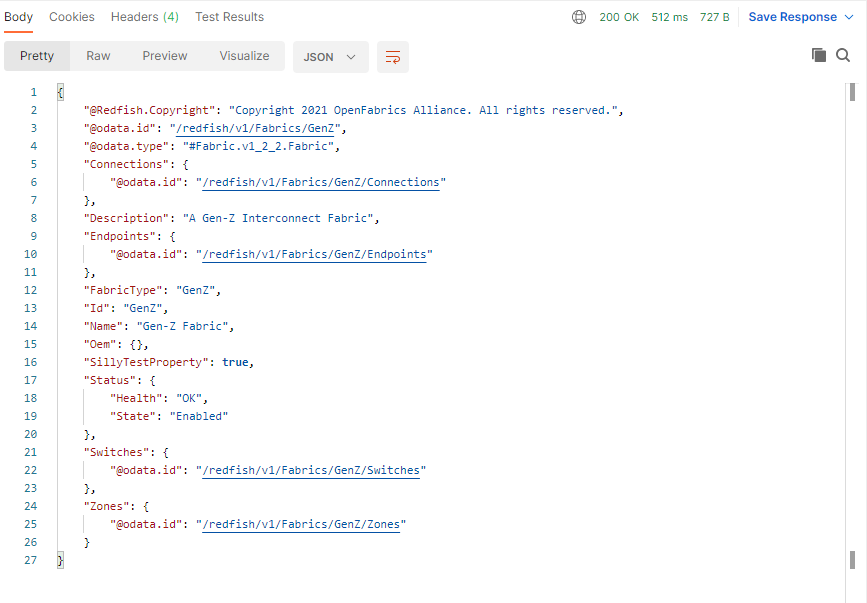 Body Cookies Headers (4) Test Results 200 OK 512 ms 727 B Save Response
Pretty Raw Preview Visualize JSON
1 {
2 "@Redfish.Copyright": "Copyright 2021 OpenFabrics Alliance. All rights reserved.",
3 "@odata.id": "/redfish/v1/Fabrics/GenZ",
4 "@odata.type": "#Fabric.v1_2_2.Fabric",
5 "Connections": {
6 "@odata.id": "/redfish/v1/Fabrics/GenZ/Connections"
7 },
8 "Description": "A Gen-Z Interconnect Fabric",
9 "Endpoints": {
10 "@odata.id": "/redfish/v1/Fabrics/GenZ/Endpoints"
11 },
12 "FabricType": "GenZ",
13 "Id": "GenZ",
14 "Name": "Gen-Z Fabric",
15 "Oem": {},
16 "SillyTestProperty": true,
17 "Status": {
18 "Health": "OK",
19 "State": "Enabled"
20 },
21 "Switches": {
22 "@odata.id": "/redfish/v1/Fabrics/GenZ/Switches"
23 },
24 "Zones": {
25 "@odata.id": "/redfish/v1/Fabrics/GenZ/Zones"
26 }
27 }